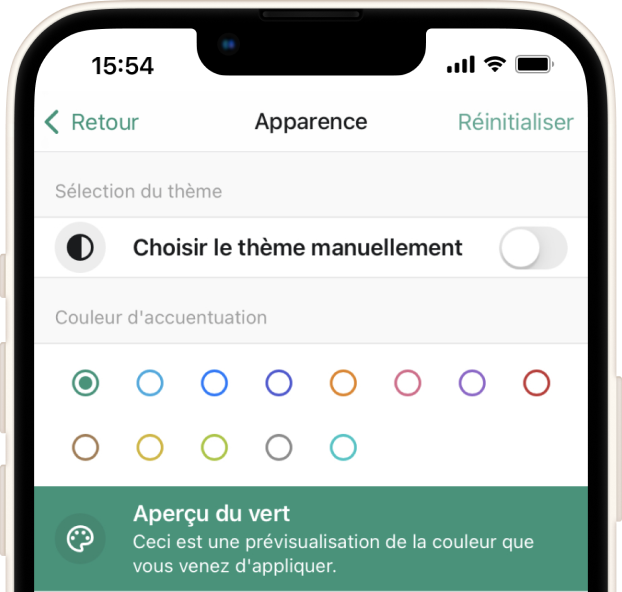 15:54
Retour
Apparence
Réinitialiser
Sélection du thème
Choisir le thème manuellement
Couleur d'accuentuation
Aperçu du vert
Ceci est une prévisualisation de la couleur que
vous venez d'appliquer.